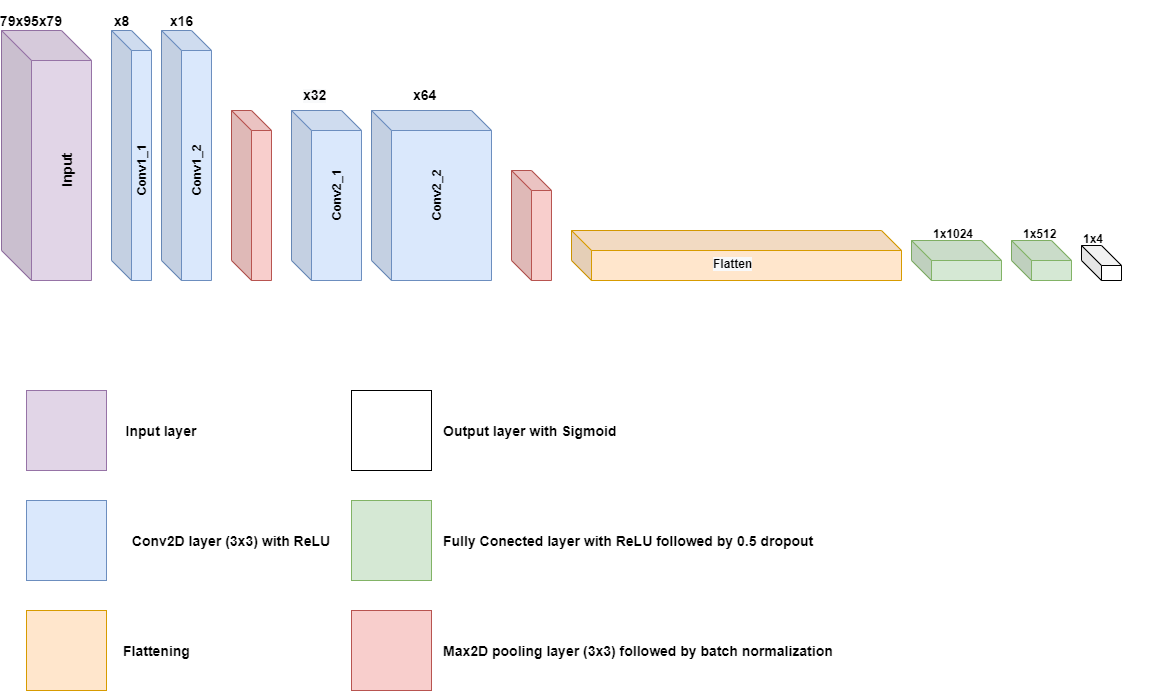 79x95x79
x8
x16
x32
x64
Input
Conv1_1
Conv1_2
Conv2_1
Conv2_2
Flatten
1x1024
1x512
1x4
Input layer
Output layer with Sigmoid
Conv2D layer (3x3) with ReLU
Fully Conected layer with ReLU followed by 0.5 dropout
Flattening
Max2D pooling layer (3x3) followed by batch normalization